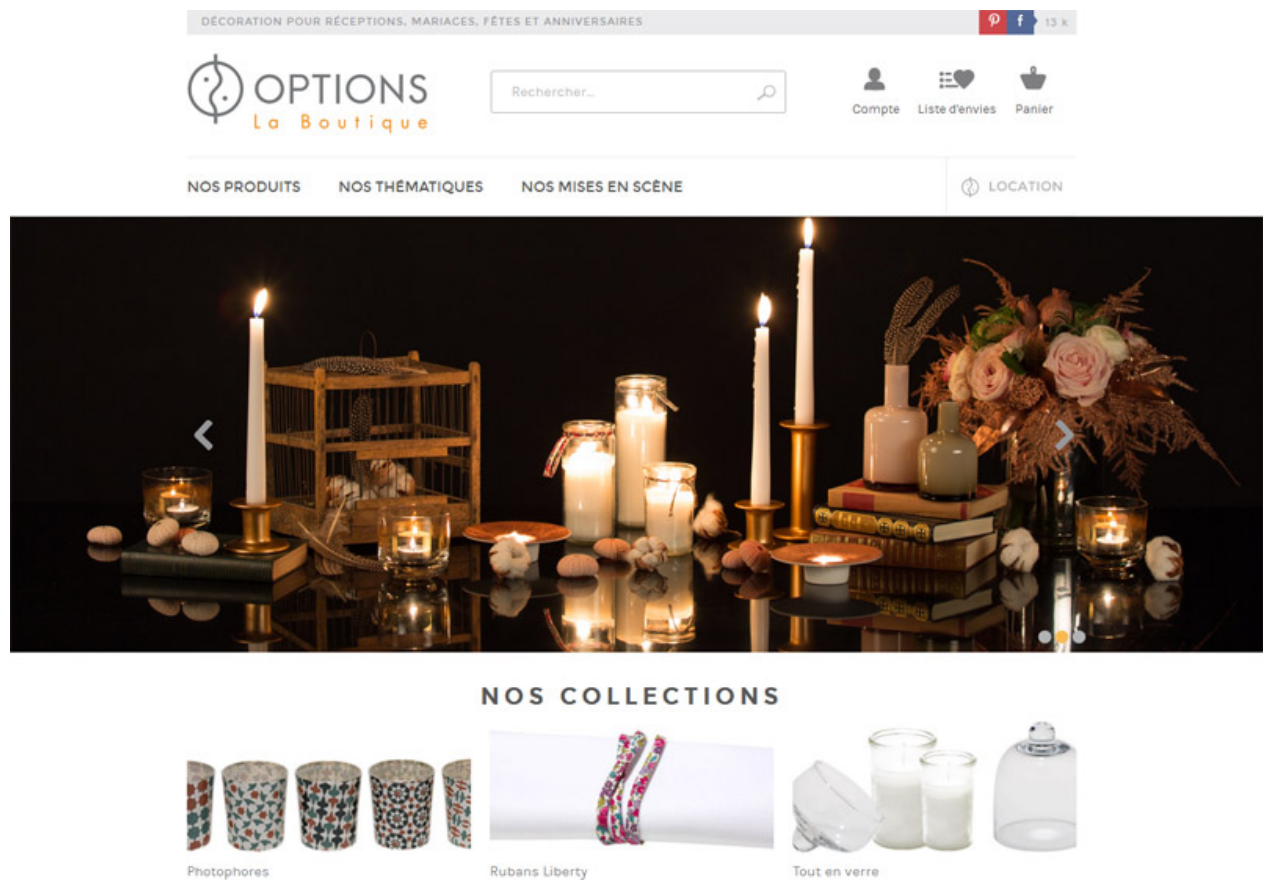 DÉCORATION POUR RÉCEPTIONS, MARIAGES, FÊTES ET ANNIVERSAIRES
13 k
OPTIONS
La Boutique
Rechercher...
Compte
Liste d'envies
Panier
NOS PRODUITS
NOS THÉMATIQUES
NOS MISES EN SCÈNE
LOCATION
NOS COLLECTIONS
Photophores
Rubans Liberty
Tout en verre